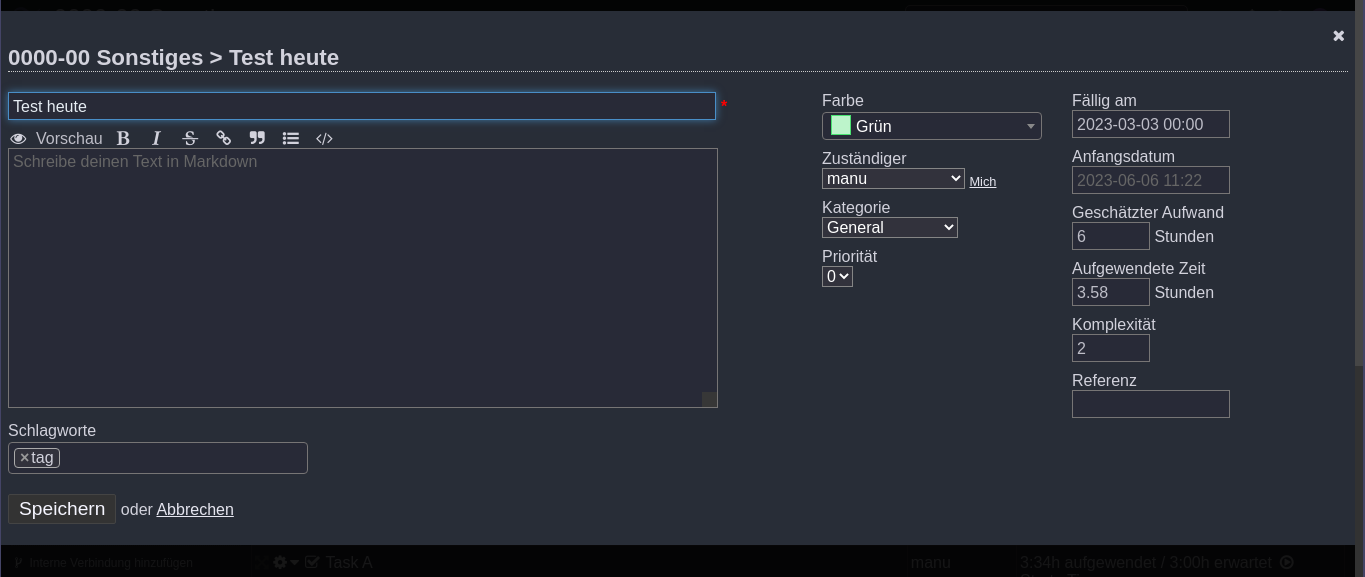 0000-00 Sonstiges > Test heute
Test heute *
Vorschau B I S
Schreibe deinen Text in Markdown
Schlagworte
×tag
Speichern oder Abbrechen
Farbe
Grün
Zuständiger
manu Mich
Kategorie
General
Priorität
0
Fällig am
2023-03-03 00:00
Anfangsdatum
2023-06-06 11:22
Geschätzter Aufwand
6 Stunden
Aufgewendete Zeit
3.58 Stunden
Komplexität
2
Referenz
Interne Verbindung hinzufügen
Task A
manu
3:34h aufgewendet / 3:00h erwartet